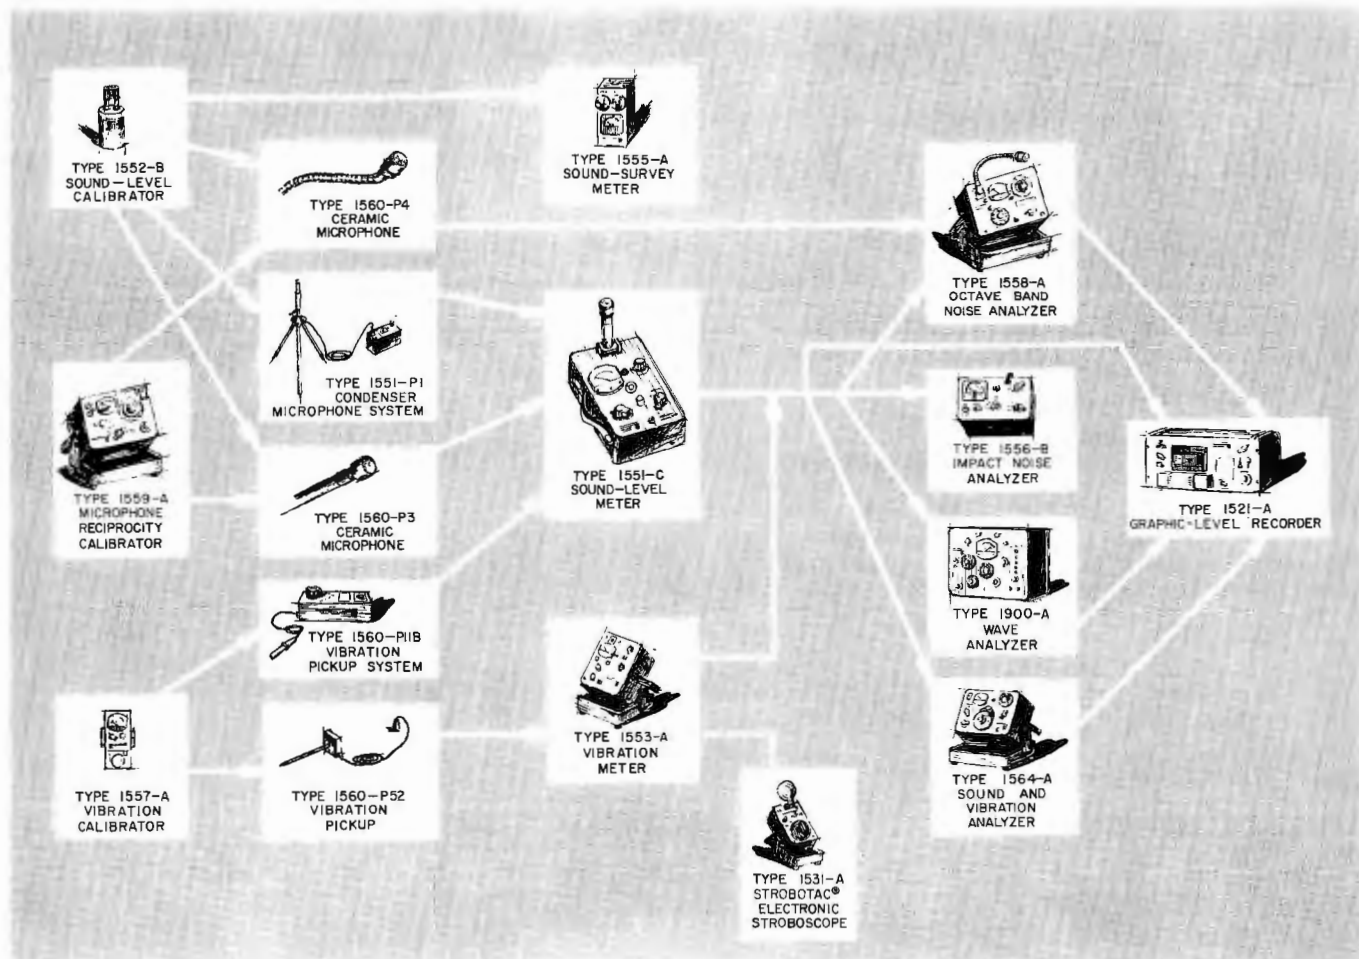 TYPE 1552-B
SOUND-LEVEL
CALIBRATOR
TYPE 1555-A
SOUND-SURVEY
METER
TYPE 1560-P4
CERAMIC
MICROPHONE
TYPE 1558-A
OCTAVE BAND
NOISE ANALYZER
TYPE 1551-P1
CONDENSER
MICROPHONE SYSTEM
TYPE 1559-A
MICROPHONE
RECIPROCITY
CALIBRATOR
TYPE 1551-C
SOUND-LEVEL
METER
TYPE 1556-B
IMPACT NOISE
ANALYZER
TYPE 1521-A
GRAPHIC-LEVEL RECORDER
TYPE 1560-P3
CERAMIC
MICROPHONE
TYPE 1560-P11B
VIBRATION
PICKUP SYSTEM
TYPE 1900-A
WAVE
ANALYZER
TYPE 1557-A
VIBRATION
CALIBRATOR
TYPE 1560-P52
VIBRATION
PICKUP
TYPE 1553-A
VIBRATION
METER
TYPE 1564-A
SOUND AND
VIBRATION
ANALYZER
TYPE 1531-A
STROBOTAC®
ELECTRONIC
STROBOSCOPE